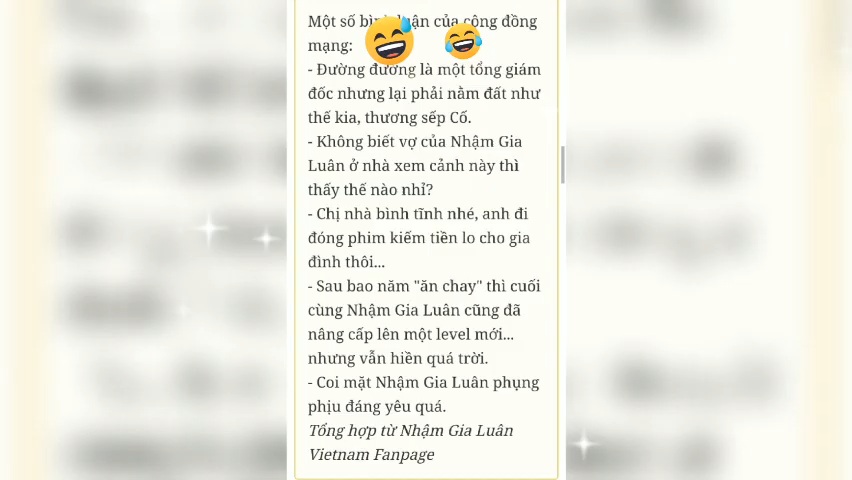 Một số bình luận của cộng đồng
mạng:
- Đường đường là một tổng giám
đốc nhưng lại phải nằm đất như
thế kia, thương sếp Cố.
- Không biết vợ của Nhậm Gia
Luân ở nhà xem cảnh này thì
thấy thế nào nhỉ?
- Chị nhà bình tĩnh nhé, anh đi
đóng phim kiếm tiền lo cho gia
đình thôi...
- Sau bao năm "ăn chay" thì cuối
cùng Nhậm Gia Luân cũng đã
nâng cấp lên một level mới...
nhưng vẫn hiền quá trời.
- Coi mặt Nhậm Gia Luân phụng
phịu đáng yêu quá.
Tổng hợp từ Nhậm Gia Luân
Vietnam Fanpage